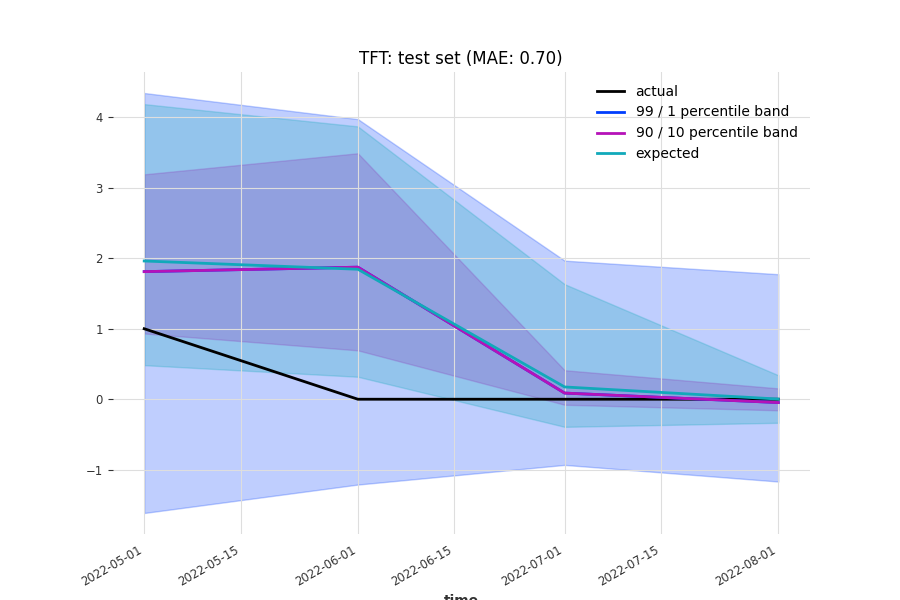 TFT: test set (MAE: 0.70)
actual
99 / 1 percentile band
90 / 10 percentile band
expected
4
3
2
1
0
−1
2022-05-01
2022-05-15
2022-06-01
2022-06-15
2022-07-01
2022-07-15
2022-08-01
time